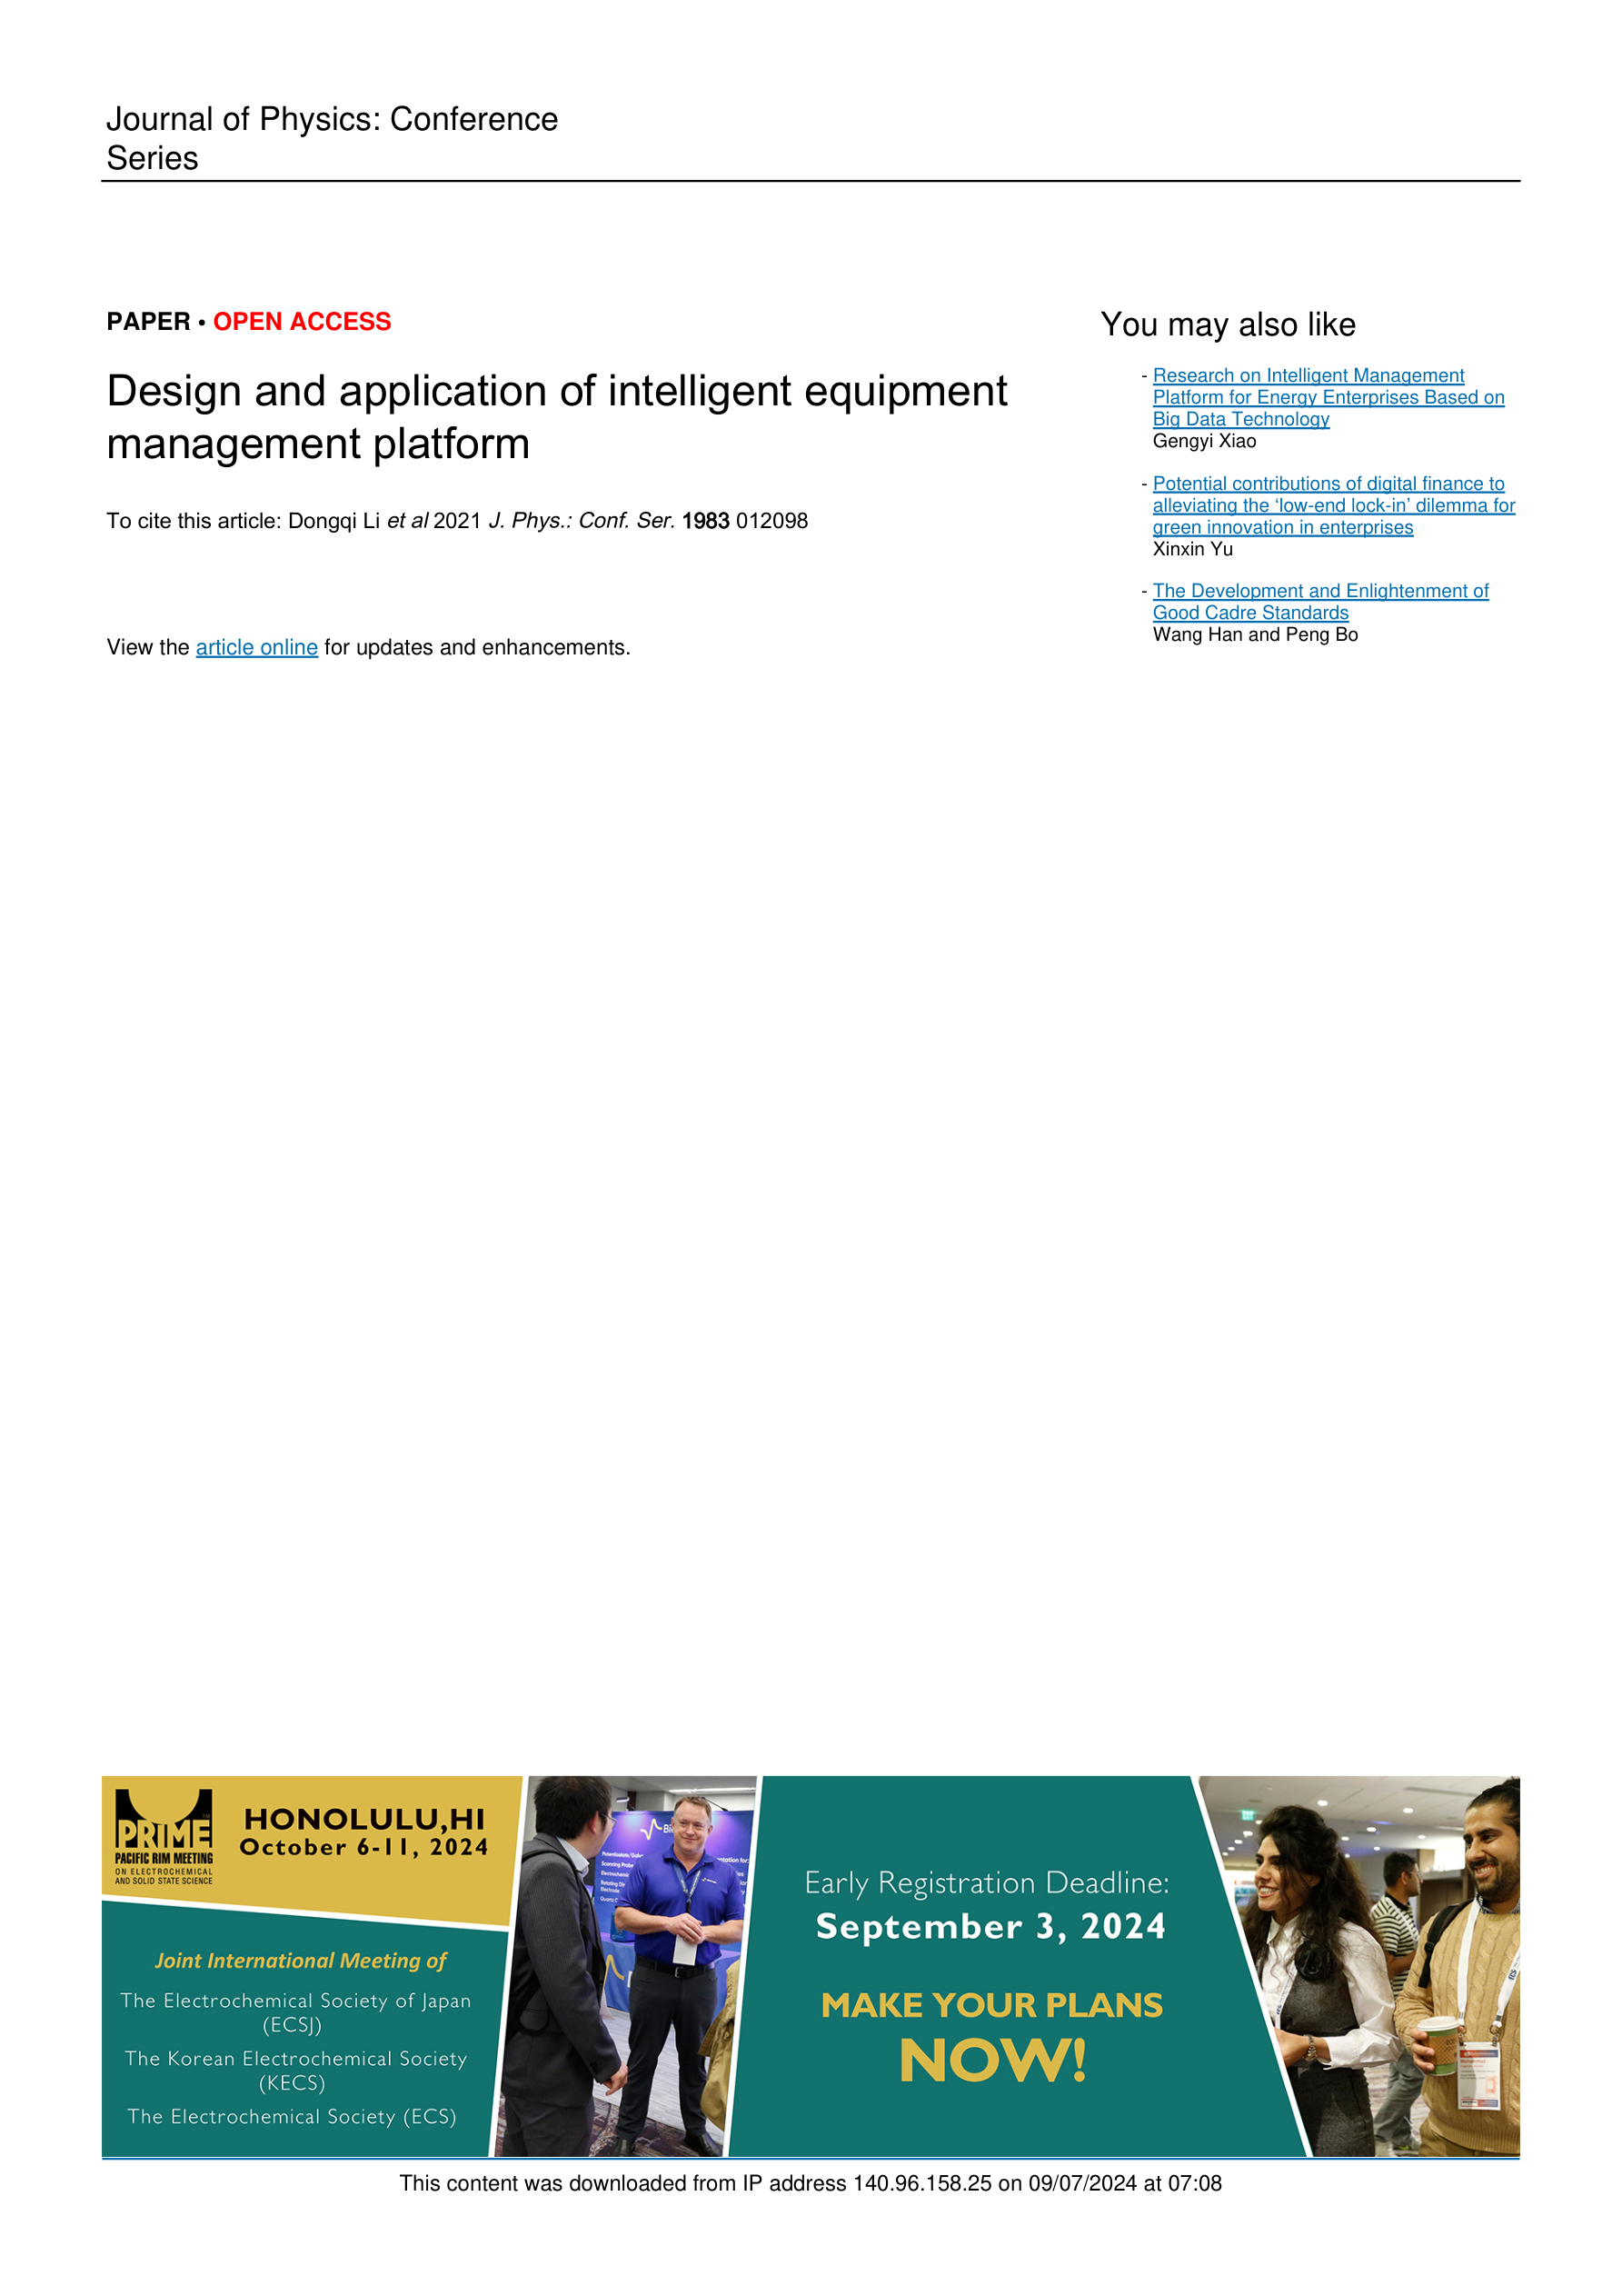 Journal of Physics: Conference
Series
PAPER • OPEN ACCESS
Design and application of intelligent equipment
management platform
To cite this article: Dongqi Li et al 2021 J. Phys.: Conf. Ser. 1983 012098
View the article online for updates and enhancements.
You may also like
- Research on Intelligent Management
Platform for Energy Enterprises Based on
Big Data Technology
Gengyi Xiao
- Potential contributions of digital finance to
alleviating the ‘low-end lock-in’ dilemma for
green innovation in enterprises
Xinxin Yu
- The Development and Enlightenment of
Good Cadre Standards
Wang Han and Peng Bo
PRiME
TM
PACIFIC RIM MEETING
ON ELECTROCHEMICAL
AND SOLID STATE SCIENCE
HONOLULU,HI
October 6-11, 2024
Joint International Meeting of
The Electrochemical Society of Japan
(ECSJ)
The Korean Electrochemical Society
(KECS)
The Electrochemical Society (ECS)
Early Registration Deadline:
September 3, 2024
MAKE YOUR PLANS
NOW!
This content was downloaded from IP address 140.96.158.25 on 09/07/2024 at 07:08